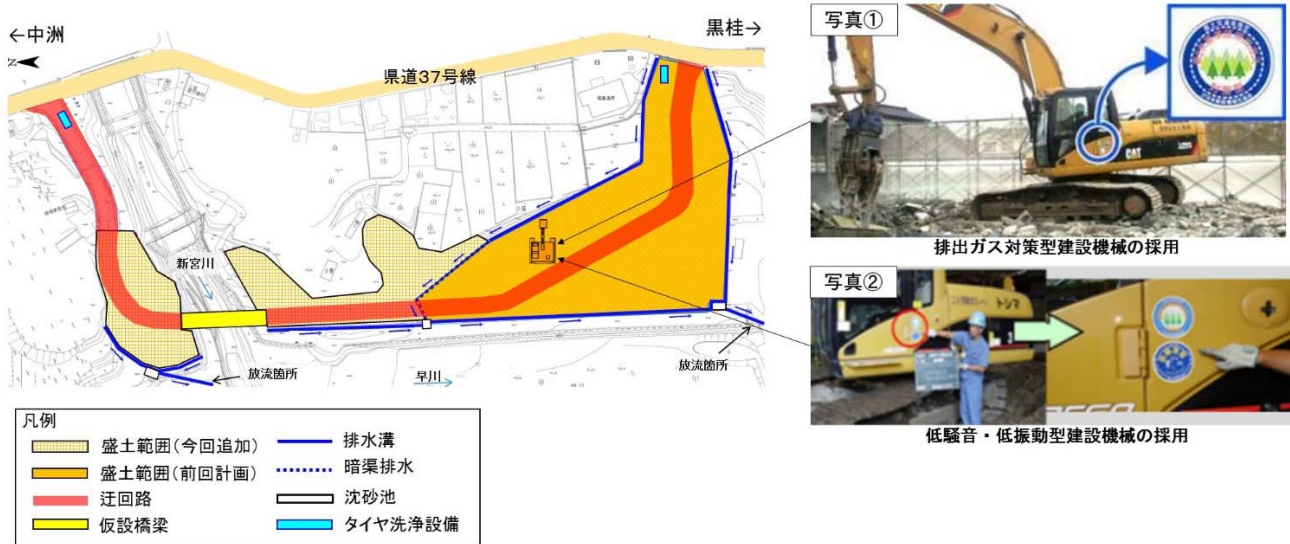 ←中洲
黒桂→
N
県道37号線
新宮川
放流箇所
早川
放流箇所
凡例
盛土範囲(今回追加)
盛土範囲(前回計画)
迂回路
仮設橋梁
排水溝
暗渠排水
沈砂池
タイヤ洗浄設備
写真①
CAT
排出ガス対策型建設機械の採用
写真②
トシマ
低騒音・低振動型建設機械の採用